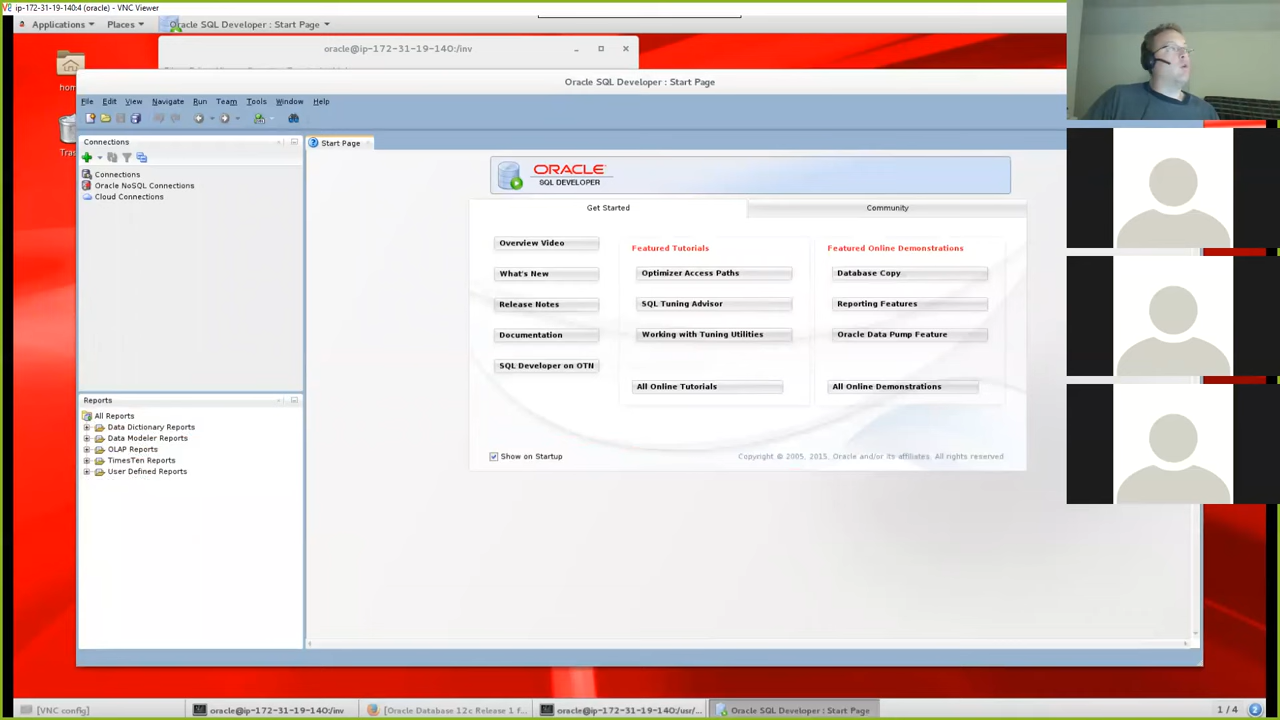 ip-172-31-19-140:4 (oracle) - VNC Viewer
Applications Places Oracle SQL Developer : Start Page
oracle@ip-172-31-19-140:/inv
Oracle SQL Developer : Start Page
File Edit View Navigate Run Team Tools Window Help
Connections
Start Page
Connections
Oracle NoSQL Connections
Cloud Connections
ORACLE
SQL DEVELOPER
Get Started
Community
Overview Video
What's New
Release Notes
Documentation
SQL Developer on OTN
Featured Tutorials
Optimizer Access Paths
SQL Tuning Advisor
Working with Tuning Utilities
All Online Tutorials
Featured Online Demonstrations
Database Copy
Reporting Features
Oracle Data Pump Feature
All Online Demonstrations
Show on Startup
Copyright © 2005, 2015, Oracle and/or its affiliates. All rights reserved
Reports
All Reports
Data Dictionary Reports
Data Modeler Reports
OLAP Reports
TimesTen Reports
User Defined Reports
hom
Tras
[VNC config]
oracle@ip-172-31-19-140:/inv
[Oracle Database 12c Release 1 f...
oracle@ip-172-31-19-140:/usr/...
Oracle SQL Developer : Start Page
1 / 4
2